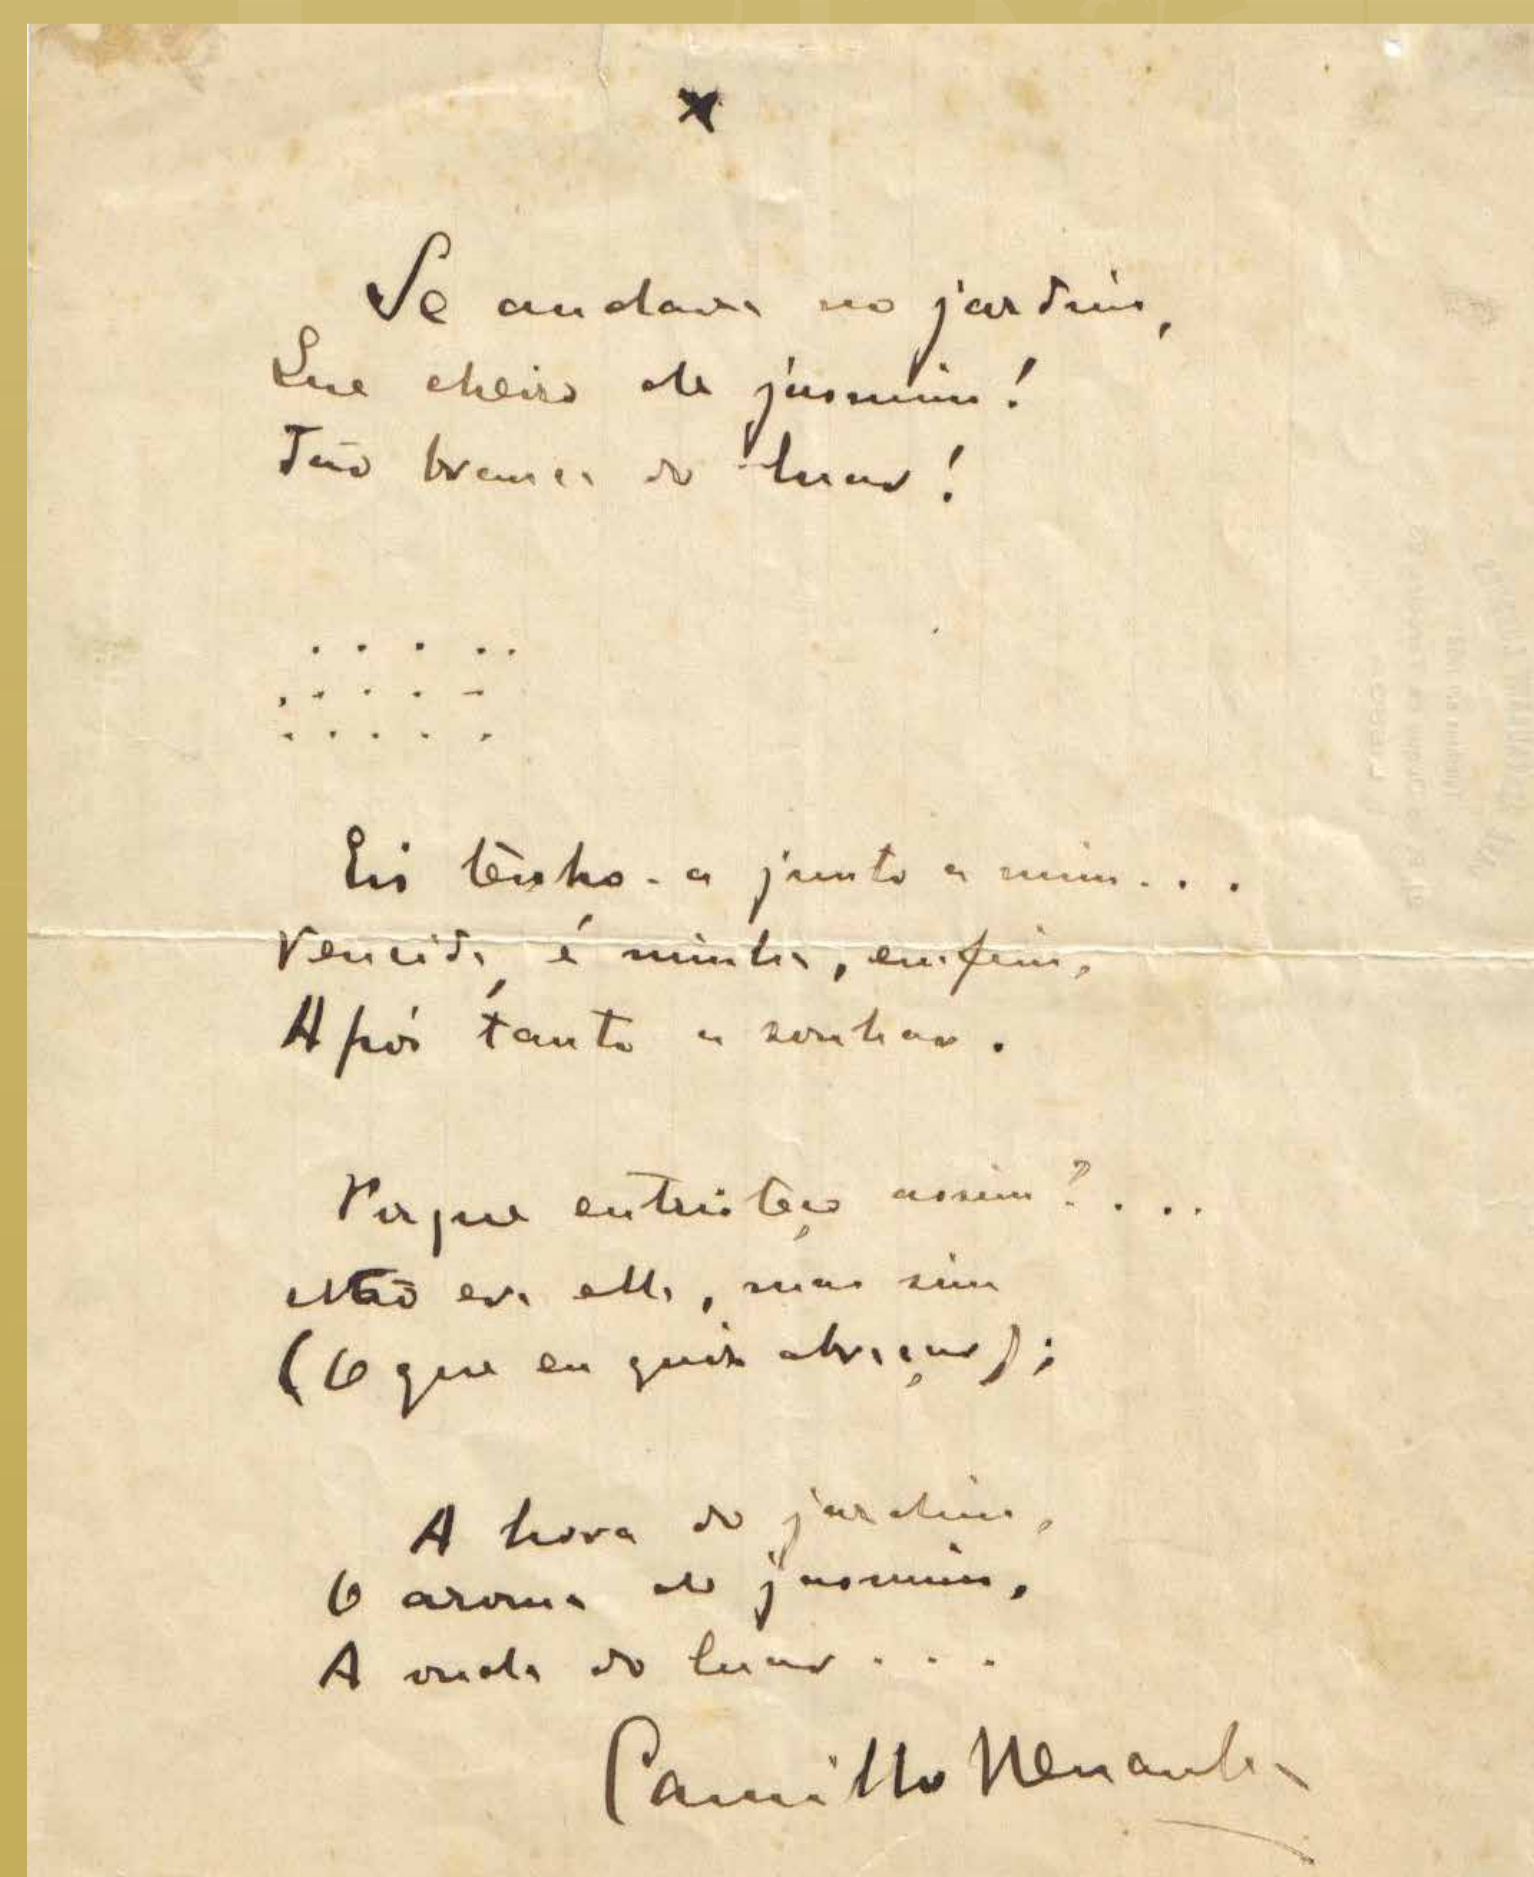 ×
Se andava no jardim,
Que cheiro de jasmim!
Tão branca do luar!
. . . . . .
. . . . .
. . . . .
Eis tenho-a junto a mim...
Vencida, é minha, enfim,
Após tanto a sonhar.
Porque entristeço assim?...
Não era ella, mas sim
(O que eu quiz abraçar);
A hora do jardim,
O aroma do jasmim,
A onda do luar...
Camillo Pessanha